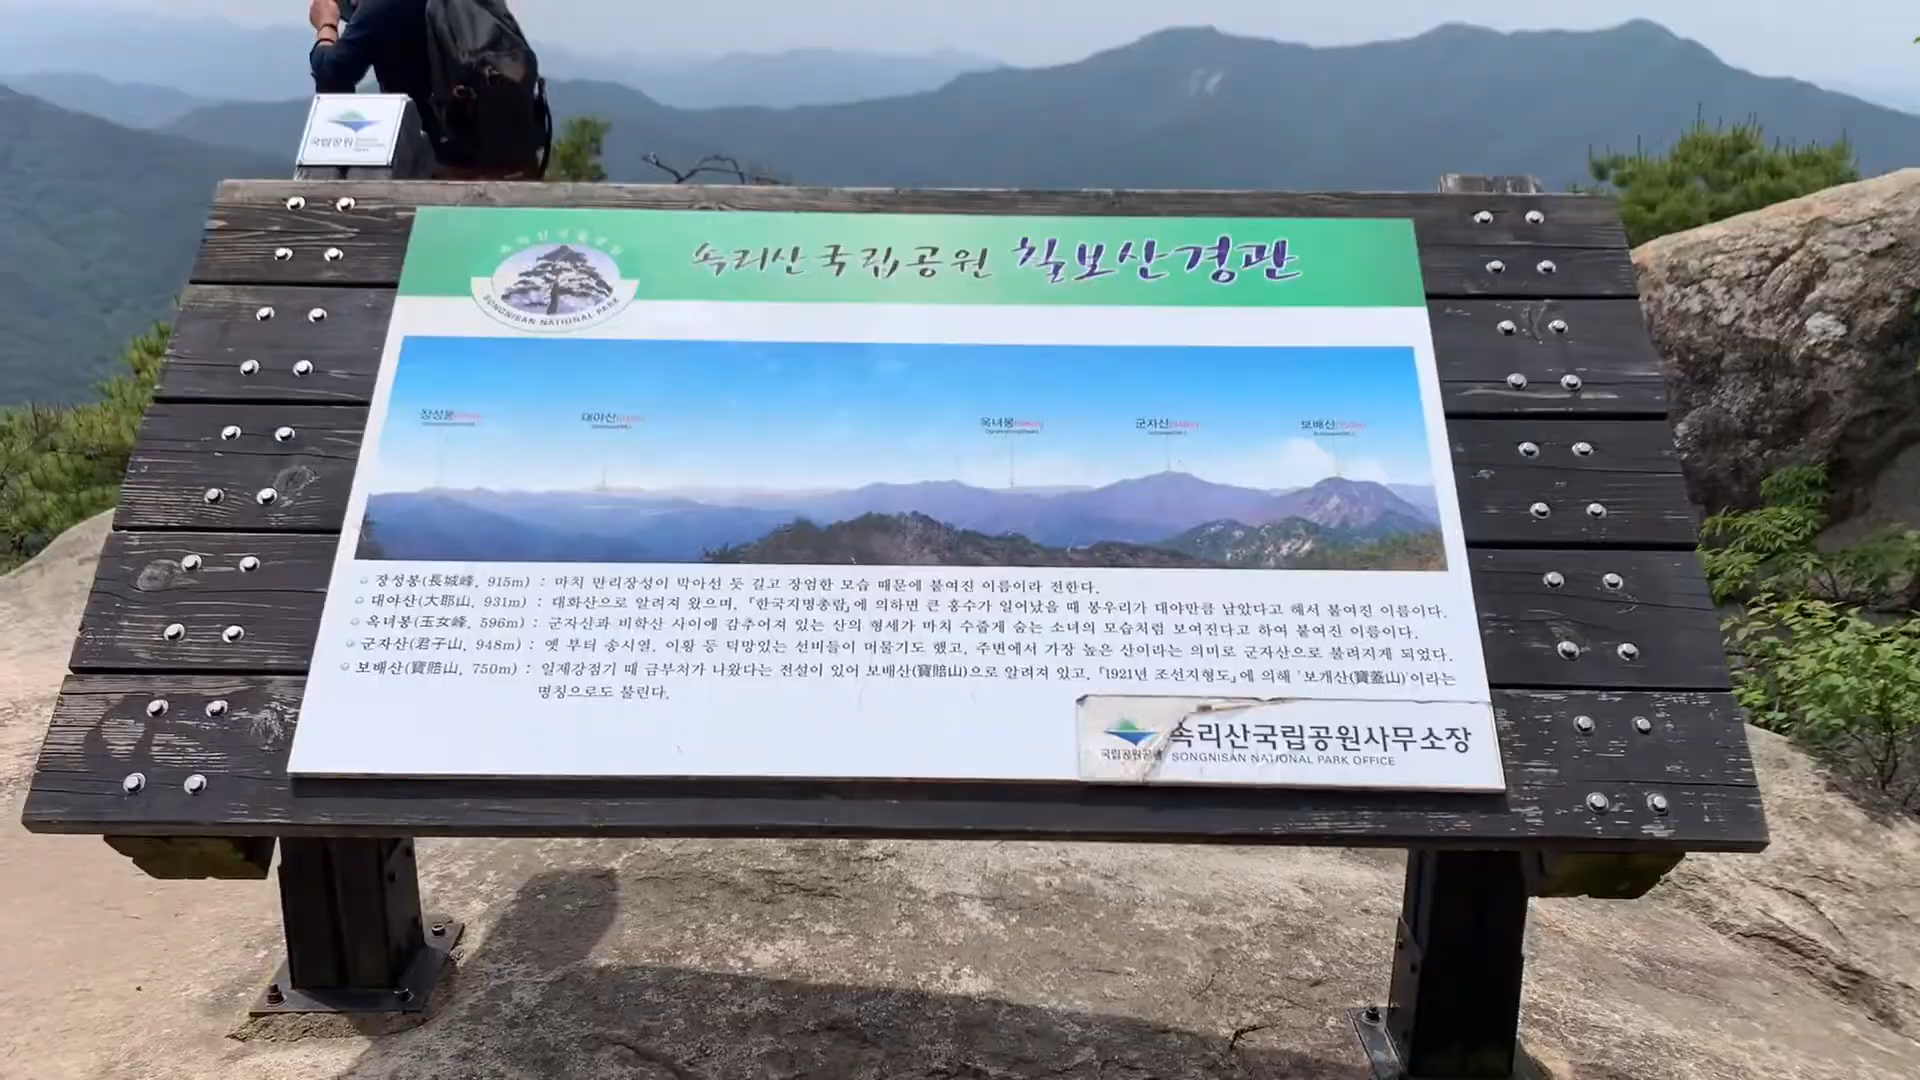 국립공원
속리산국립공원 칠보산경관
속리산국립공원
SONGNISAN NATIONAL PARK
장성봉 대야산 옥녀봉 군자산 보배산
장성봉(長城峰, 915m) : 마치 만리장성이 막아선 듯 길고 장엄한 모습 때문에 붙여진 이름이라 전한다.
대야산(大耶山, 931m) : 대화산으로 알려져 왔으며, 「한국지명총람」에 의하면 큰 홍수가 일어났을 때 봉우리가 대야만큼 남았다고 해서 붙여진 이름이다.
옥녀봉(玉女峰, 596m) : 군자산과 비학산 사이에 감추어져 있는 산의 형세가 마치 수줍게 숨는 소녀의 모습처럼 보여진다고 하여 붙여진 이름이다.
군자산(君子山, 948m) : 옛 부터 송시열, 이황 등 덕망있는 선비들이 머물기도 했고, 주변에서 가장 높은 산이라는 의미로 군자산으로 불려지게 되었다.
보배산(寶賠山, 750m) : 일제강점기 때 금부처가 나왔다는 전설이 있어 보배산(寶賠山)으로 알려져 있고, 「1921년 조선지형도」에 의해 '보개산(寶蓋山)'이라는
명칭으로도 불린다.
국립공원공단 속리산국립공원사무소장
SONGNISAN NATIONAL PARK OFFICE